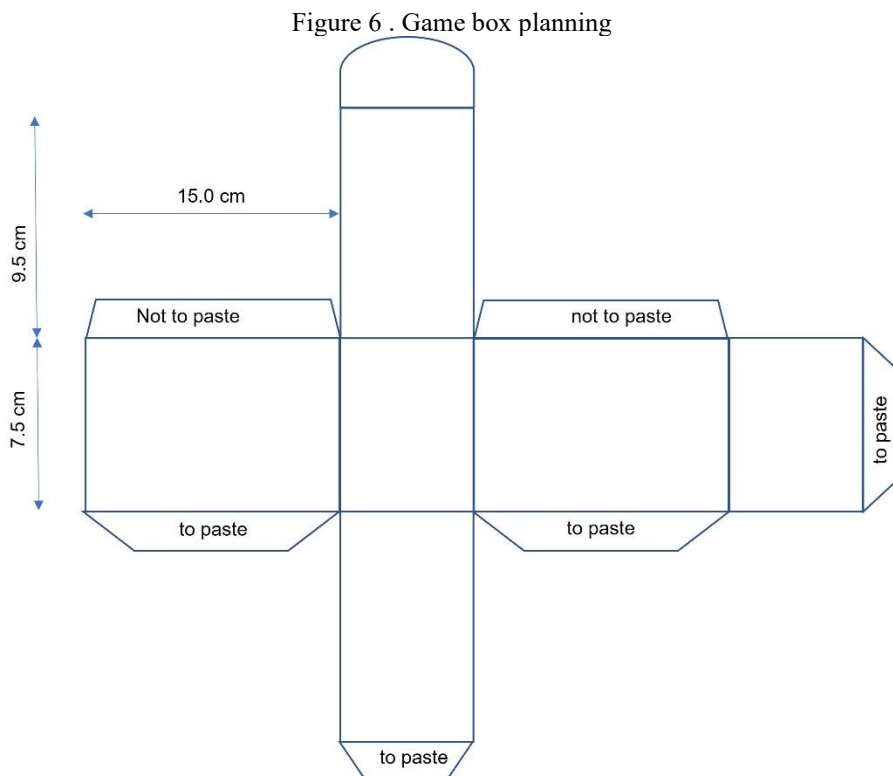 Figure 6 . Game box planning
15.0 cm
9.5 cm
Not to paste
not to paste
7.5 cm
to paste
to paste
to paste
to paste